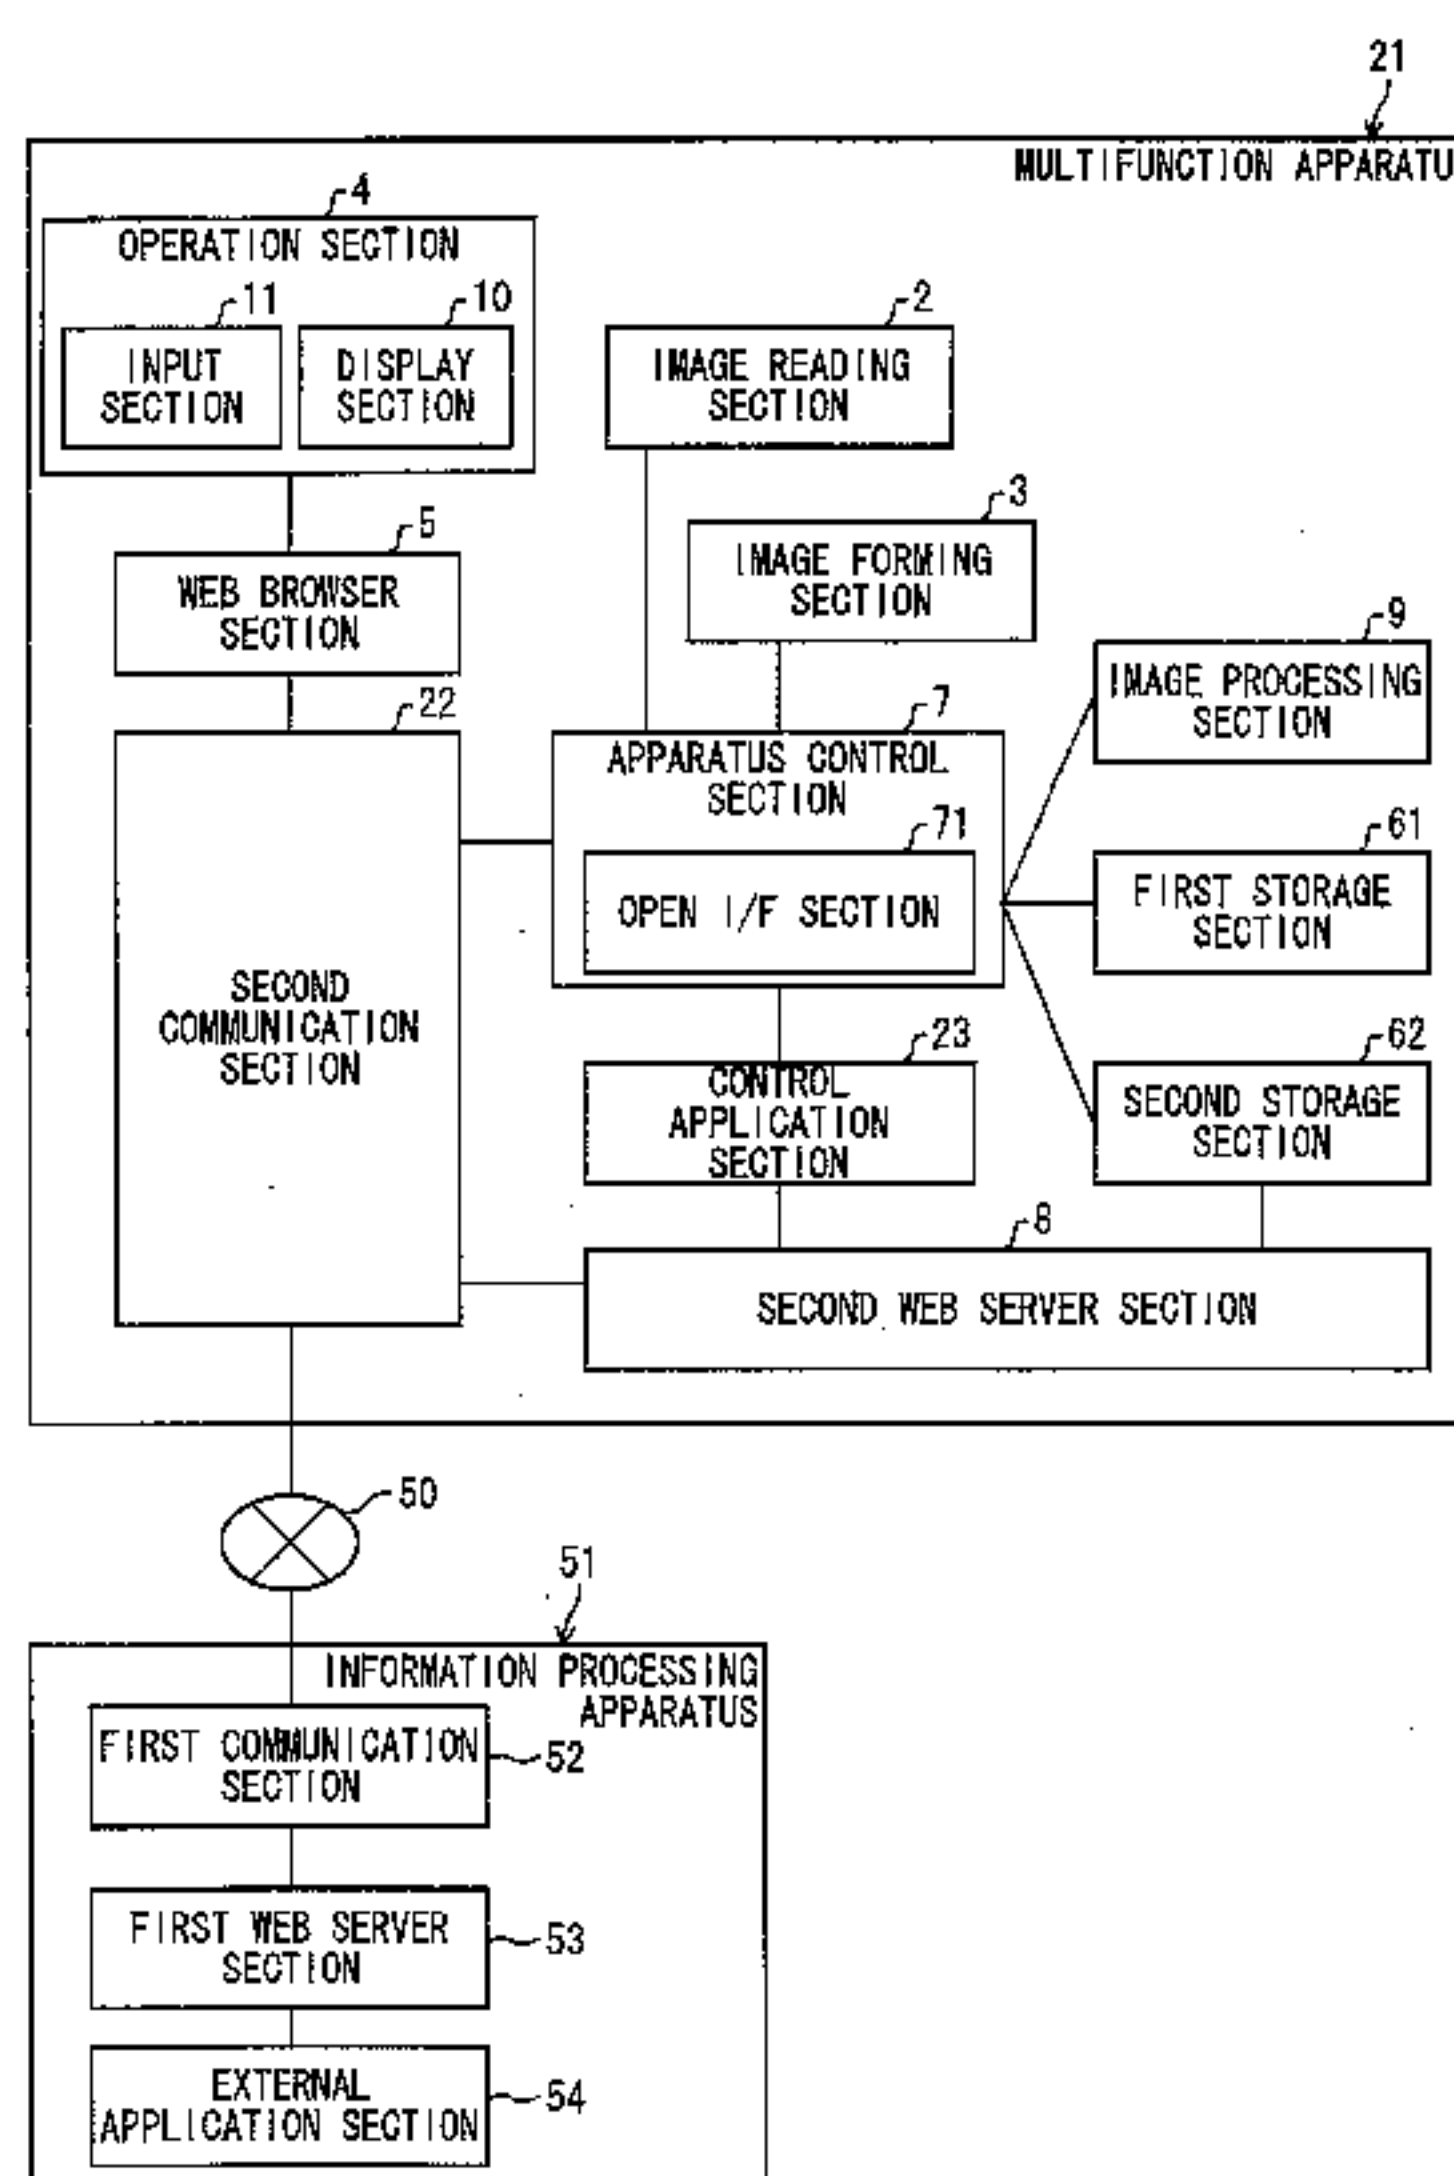 21
MULTIFUNCTION APPARATU
4
OPERATION SECTION
11
10
INPUT
SECTION
DISPLAY
SECTION
2
IMAGE READING
SECTION
3
IMAGE FORMING
SECTION
5
WEB BROWSER
SECTION
9
IMAGE PROCESSING
SECTION
22
SECOND
COMMUNICATION
SECTION
7
APPARATUS CONTROL
SECTION
71
OPEN I/F SECTION
61
FIRST STORAGE
SECTION
23
CONTROL
APPLICATION
SECTION
62
SECOND STORAGE
SECTION
8
SECOND WEB SERVER SECTION
50
51
INFORMATION PROCESSING
APPARATUS
FIRST COMMUNICATION
SECTION
52
FIRST WEB SERVER
SECTION
53
EXTERNAL
APPLICATION SECTION
54